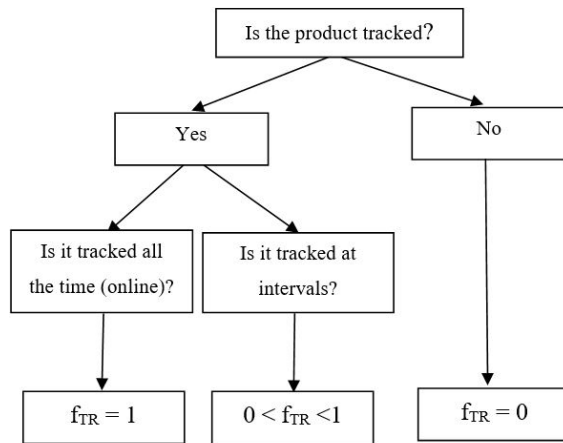 Is the product tracked?
Yes
No
Is it tracked all
the time (online)?
Is it tracked at
intervals?
fTR = 1
0 < fTR <1
fTR = 0